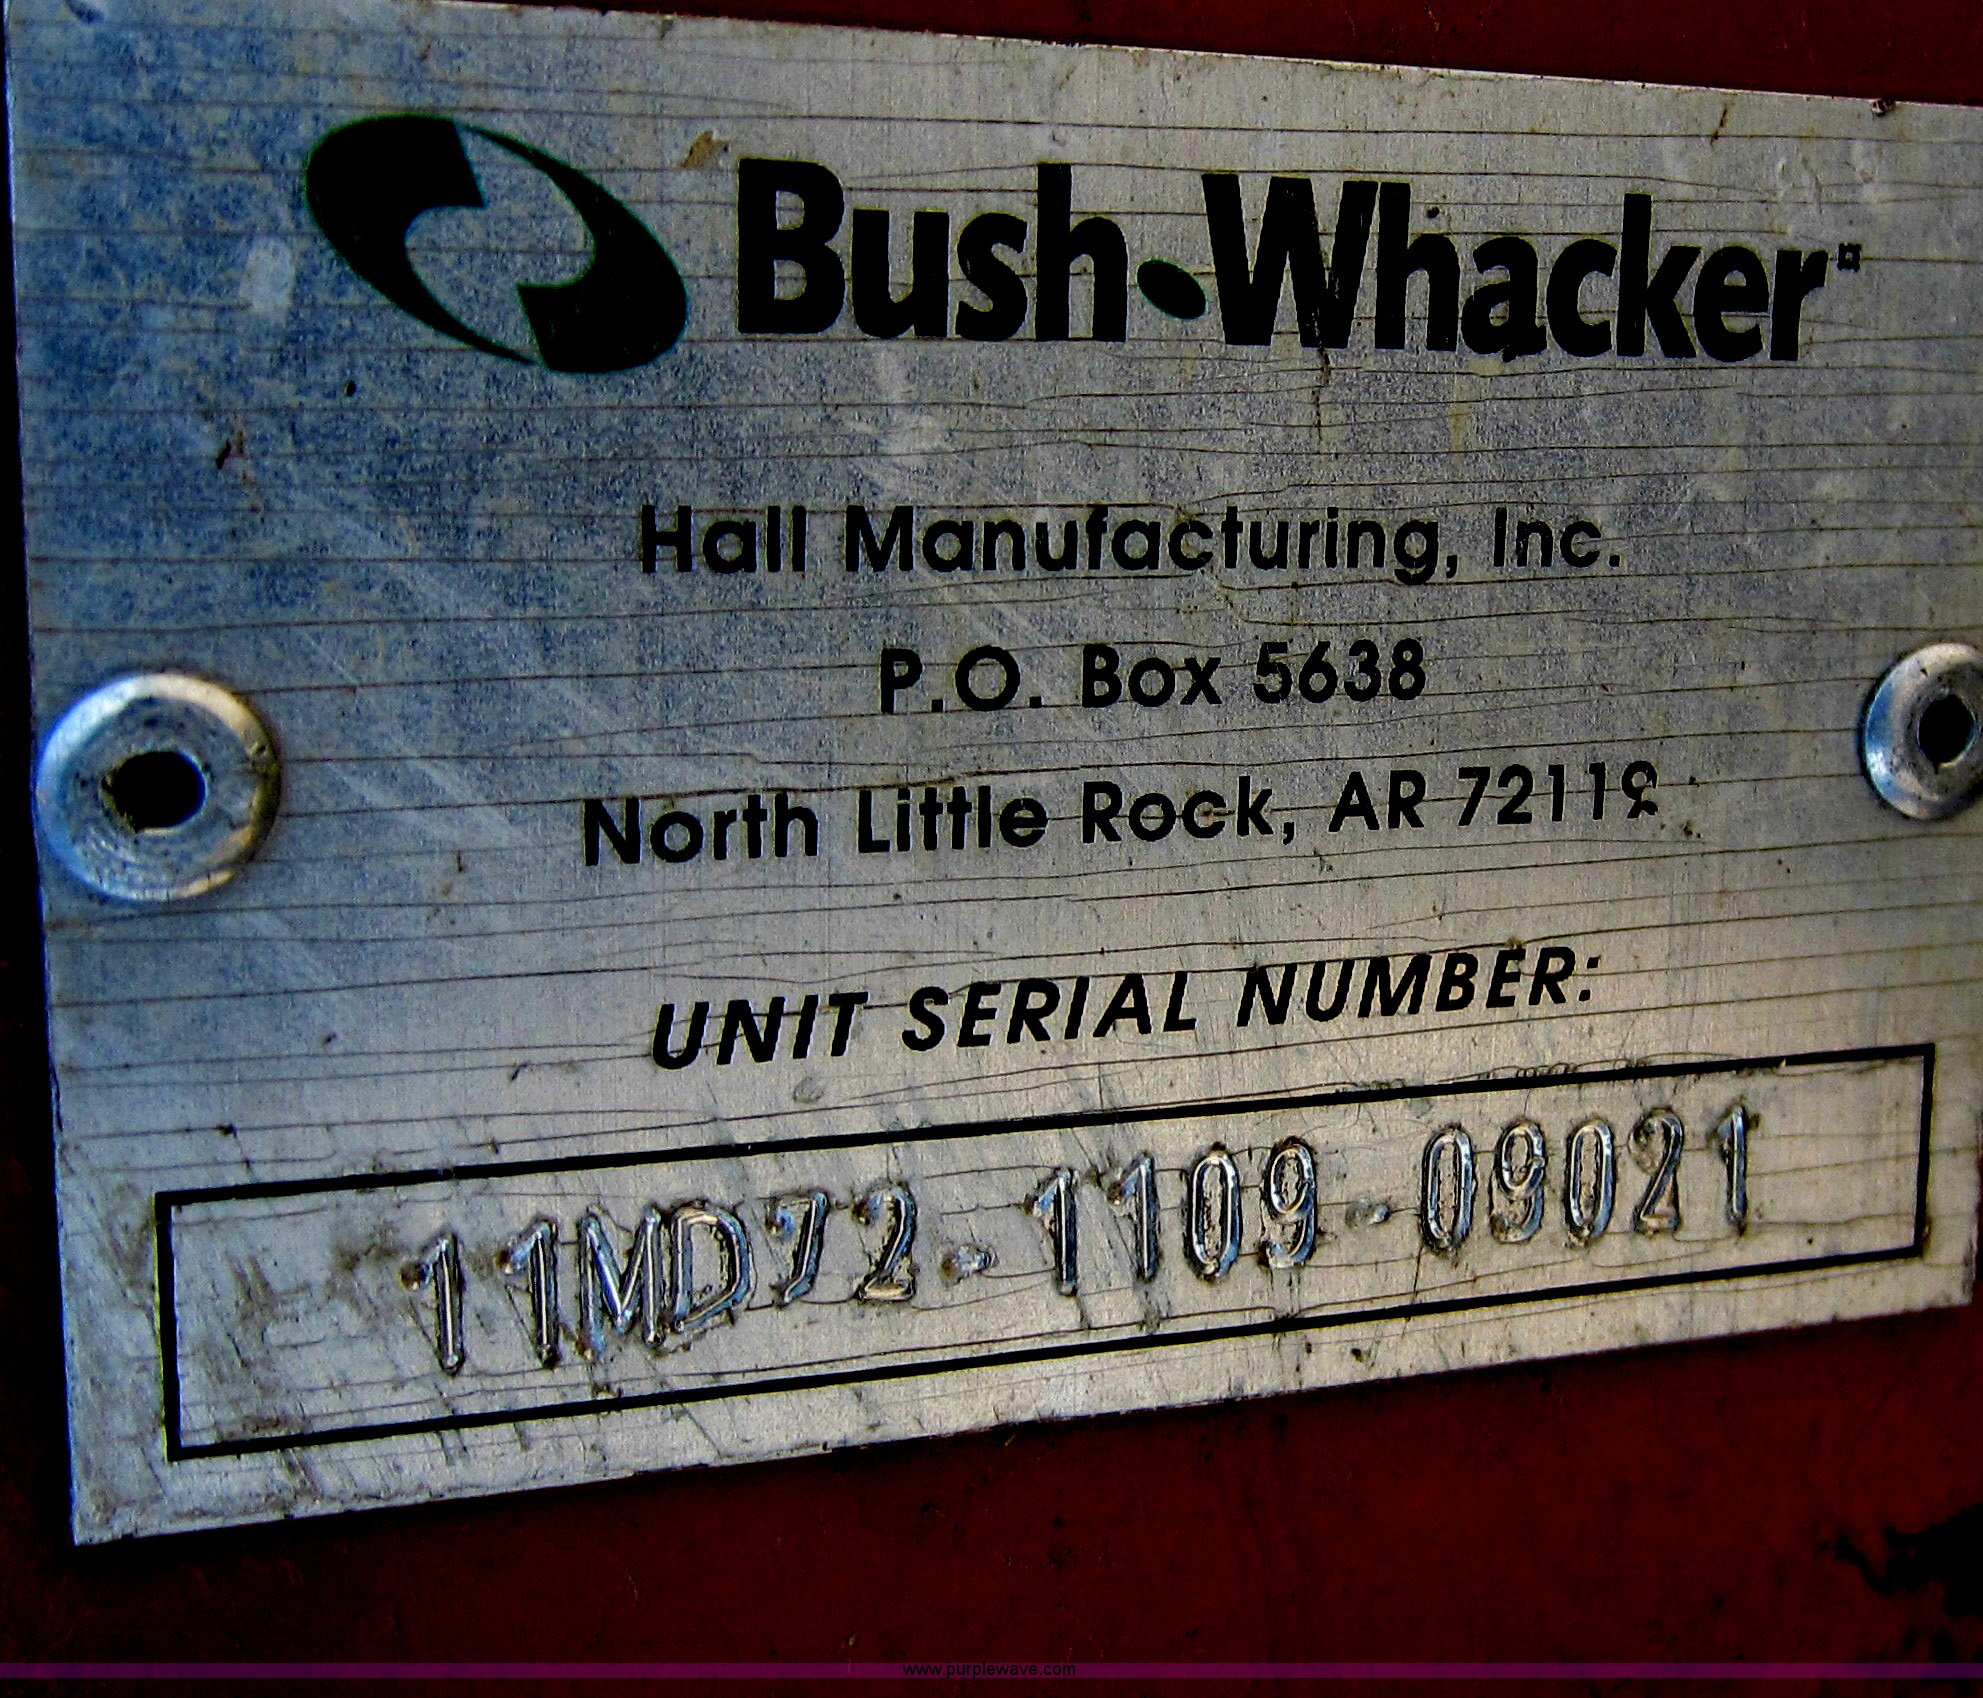 Bush-Whacker
Hall Manufacturing, Inc.
P.O. Box 5638
North Little Rock, AR 72119
UNIT SERIAL NUMBER:
11MD72-1109-09021
www.purplewave.com